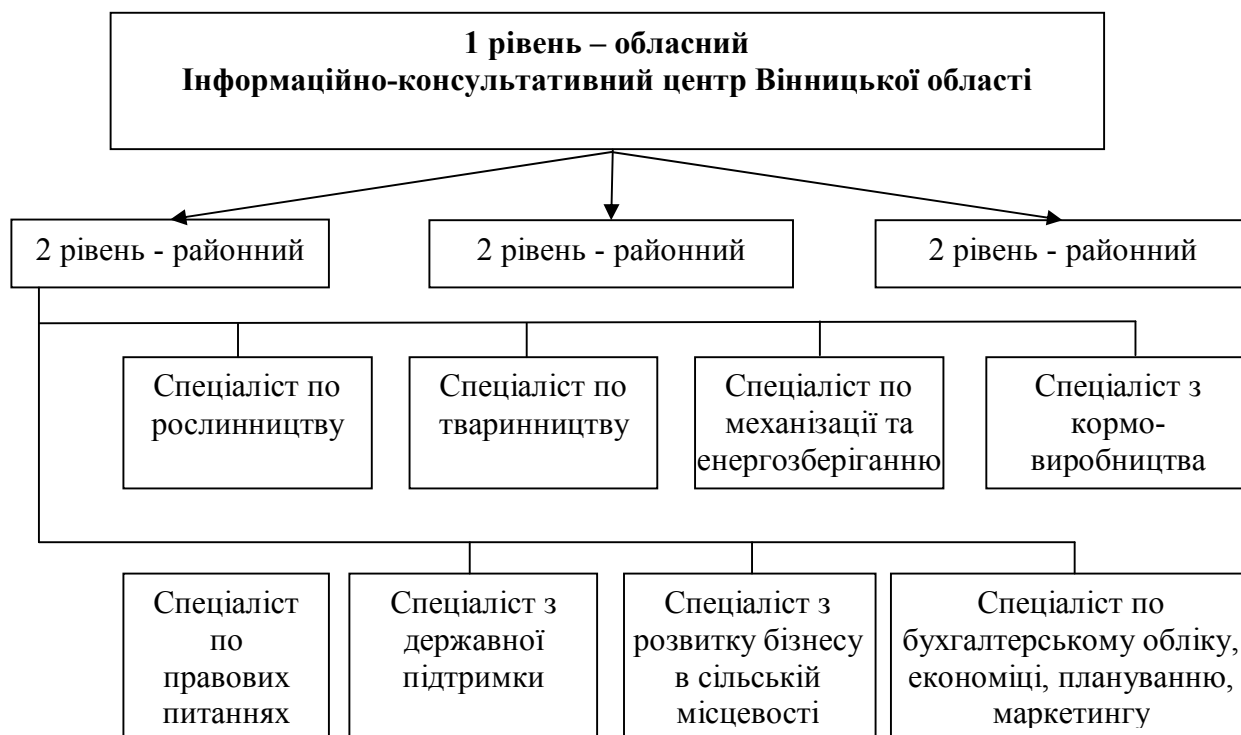 1 рівень – обласний
Інформаційно-консультативний центр Вінницької області
2 рівень - районний
2 рівень - районний
2 рівень - районний
Спеціаліст по
рослинництву
Спеціаліст по
тваринництву
Спеціаліст по
механізації та
енергозберіганню
Спеціаліст з
кормо-
виробництва
Спеціаліст
по
правових
питаннях
Спеціаліст з
державної
підтримки
Спеціаліст з
розвитку бізнесу
в сільській
місцевості
Спеціаліст по
бухгалтерському обліку,
економіці, плануванню,
маркетингу